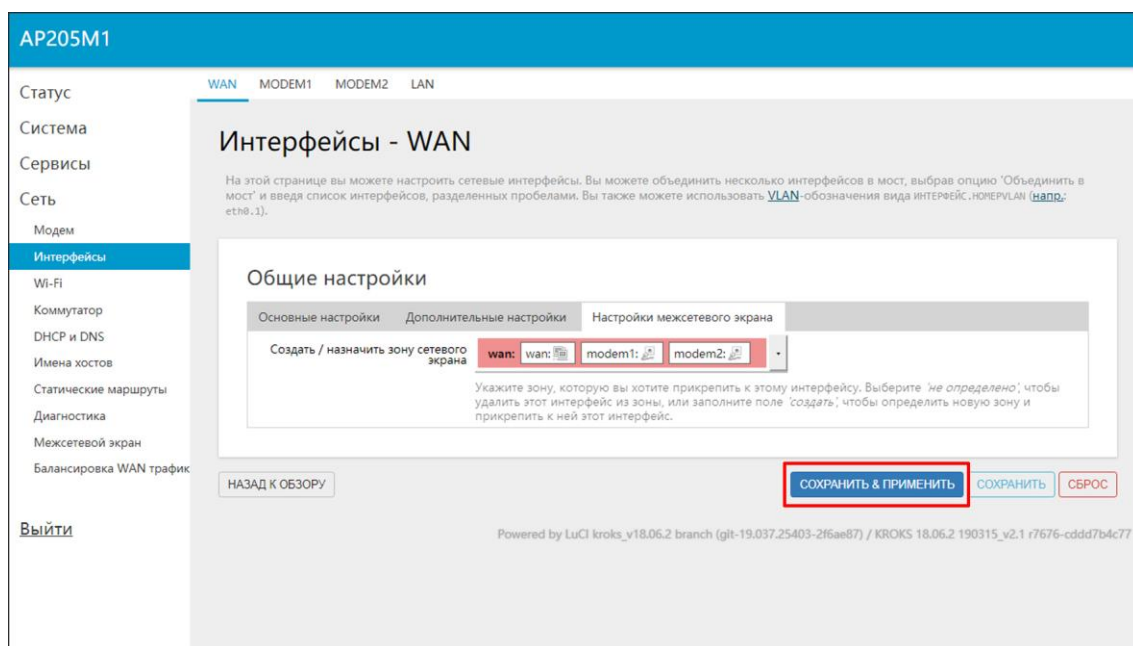 AP205M1
WAN MODEM1 MODEM2 LAN
Статус
Система
Сервисы
Сеть
Модем
Интерфейсы
Wi-Fi
Коммутатор
DHCP и DNS
Имена хостов
Статические маршруты
Диагностика
Межсетевой экран
Балансировка WAN трафик
Выйти
Интерфейсы - WAN
На этой странице вы можете настроить сетевые интерфейсы. Вы можете объединить несколько интерфейсов в мост, выбрав опцию 'Объединить в
мост' и введя список интерфейсов, разделенных пробелами. Вы также можете использовать VLAN-обозначения вида ИНТЕРФЕЙС.НОМЕРVLAN (напр.:
eth0.1).
Общие настройки
Основные настройки Дополнительные настройки Настройки межсетевого экрана
Создать / назначить зону сетевого
экрана
wan: wan: modem1: modem2:
Укажите зону, которую вы хотите прикрепить к этому интерфейсу. Выберите 'не определено', чтобы
удалить этот интерфейс из зоны, или заполните поле 'создать', чтобы определить новую зону и
прикрепить к ней этот интерфейс.
НАЗАД К ОБЗОРУ СОХРАНИТЬ & ПРИМЕНИТЬ СОХРАНИТЬ СБРОС
Powered by LuCI kroks_v18.06.2 branch (git-19.037.25403-2f6ae87) / KROKS 18.06.2 190315_v2.1 r7676-cddd7b4c77